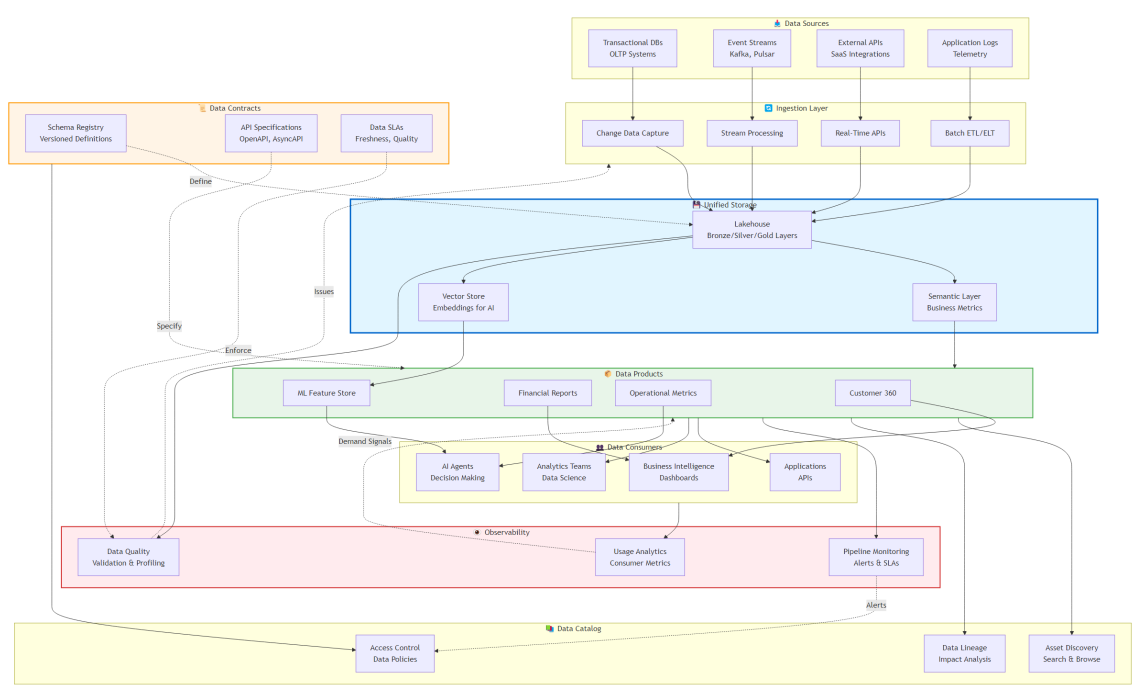 Data Sources
Transactional DBs
OLTP Systems
Event Streams
Kafka, Pulsar
External APIs
SaaS Integrations
Application Logs
Telemetry
Data Contracts
Schema Registry
Versioned Definitions
API Specifications
OpenAPI, AsyncAPI
Data SLAs
Freshness, Quality
Ingestion Layer
Change Data Capture
Stream Processing
Real-Time APIs
Batch ETL/ELT
Define
Unified Storage
Lakehouse
Bronze/Silver/Gold Layers
Issues
Vector Store
Embeddings for AI
Semantic Layer
Business Metrics
Specify
Enforce
Data Products
ML Feature Store
Financial Reports
Operational Metrics
Customer 360
Demand Signals
Data Consumers
AI Agents
Decision Making
Analytics Teams
Data Science
Business Intelligence
Dashboards
Applications
APIs
Observability
Data Quality
Validation & Profiling
Usage Analytics
Consumer Metrics
Pipeline Monitoring
Alerts & SLAs
Alerts
Data Catalog
Access Control
Data Policies
Data Lineage
Impact Analysis
Asset Discovery
Search & Browse